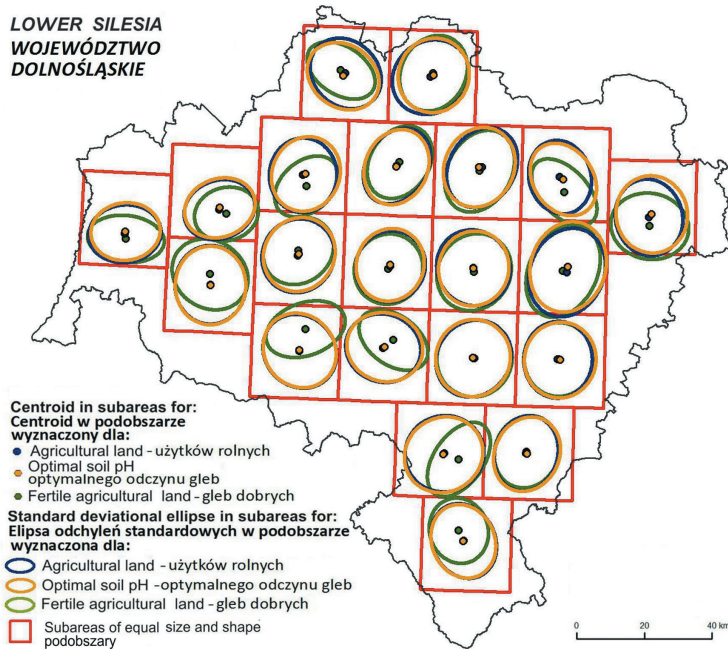 LOWER SILESIA
WOJEWÓDZTWO
DOLNOŚLĄSKIE
Centroid in subareas for:
Centroid w podobszarze
wyznaczony dla:
Agricultural land - użytków rolnych
Optimal soil pH
optymalnego odczynu gleb
Fertile agricultural land - gleb dobrych
Standard deviational ellipse in subareas for:
Elipsa odchyleń standardowych w podobszarze
wyznaczona dla:
Agricultural land - użytków rolnych
Optimal soil pH - optymalnego odczynu gleb
Fertile agricultural land - gleb dobrych
Subareas of equal size and shape
podobszary
0 20 40 km